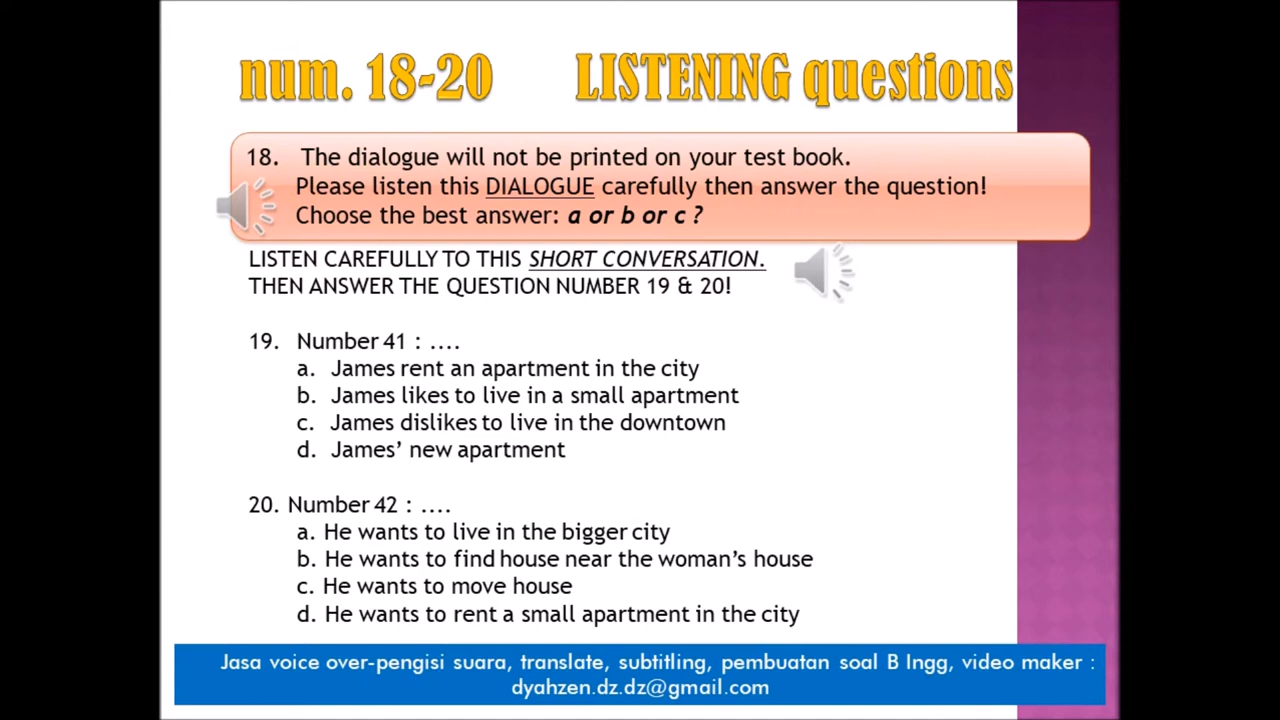 num. 18-20 LISTENING questions
18. The dialogue will not be printed on your test book.
Please listen this DIALOGUE carefully then answer the question!
Choose the best answer: a or b or c ?
LISTEN CAREFULLY TO THIS SHORT CONVERSATION.
THEN ANSWER THE QUESTION NUMBER 19 & 20!
19. Number 41 : ....
a. James rent an apartment in the city
b. James likes to live in a small apartment
c. James dislikes to live in the downtown
d. James’ new apartment
20. Number 42 : ....
a. He wants to live in the bigger city
b. He wants to find house near the woman’s house
c. He wants to move house
d. He wants to rent a small apartment in the city
Jasa voice over-pengisi suara, translate, subtitling, pembuatan soal B Ingg, video maker :
dyahzen.dz.dz@gmail.com